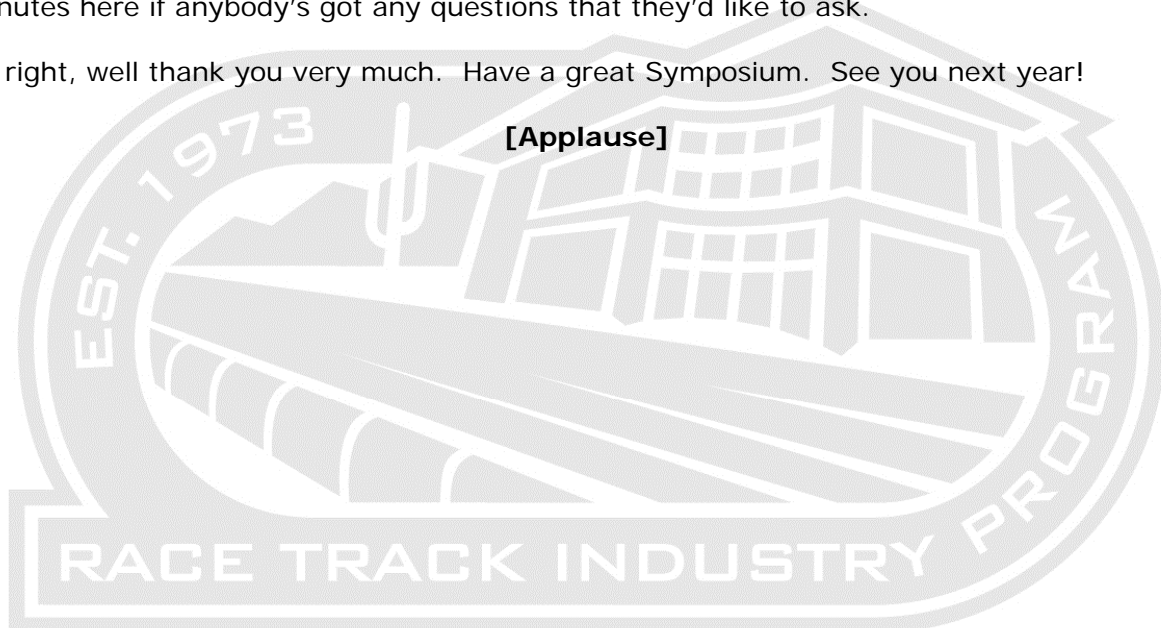 nutes here if anybody's got any questions that they'd like to ask.
right, well thank you very much.  Have a great Symposium.  See you next year!
[Applause]
EST. 1973
RACE TRACK INDUSTRY PROGRAM